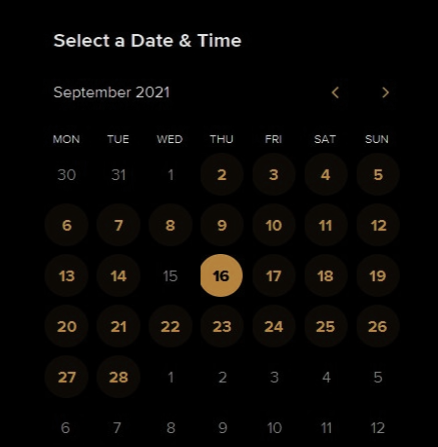 Select a Date & Time
September 2021 < >
MON TUE WED THU FRI SAT SUN
30 31 1 2 3 4 5
6 7 8 9 10 11 12
13 14 15 16 17 18 19
20 21 22 23 24 25 26
27 28 1 2 3 4 5
6 7 8 9 10 11 12